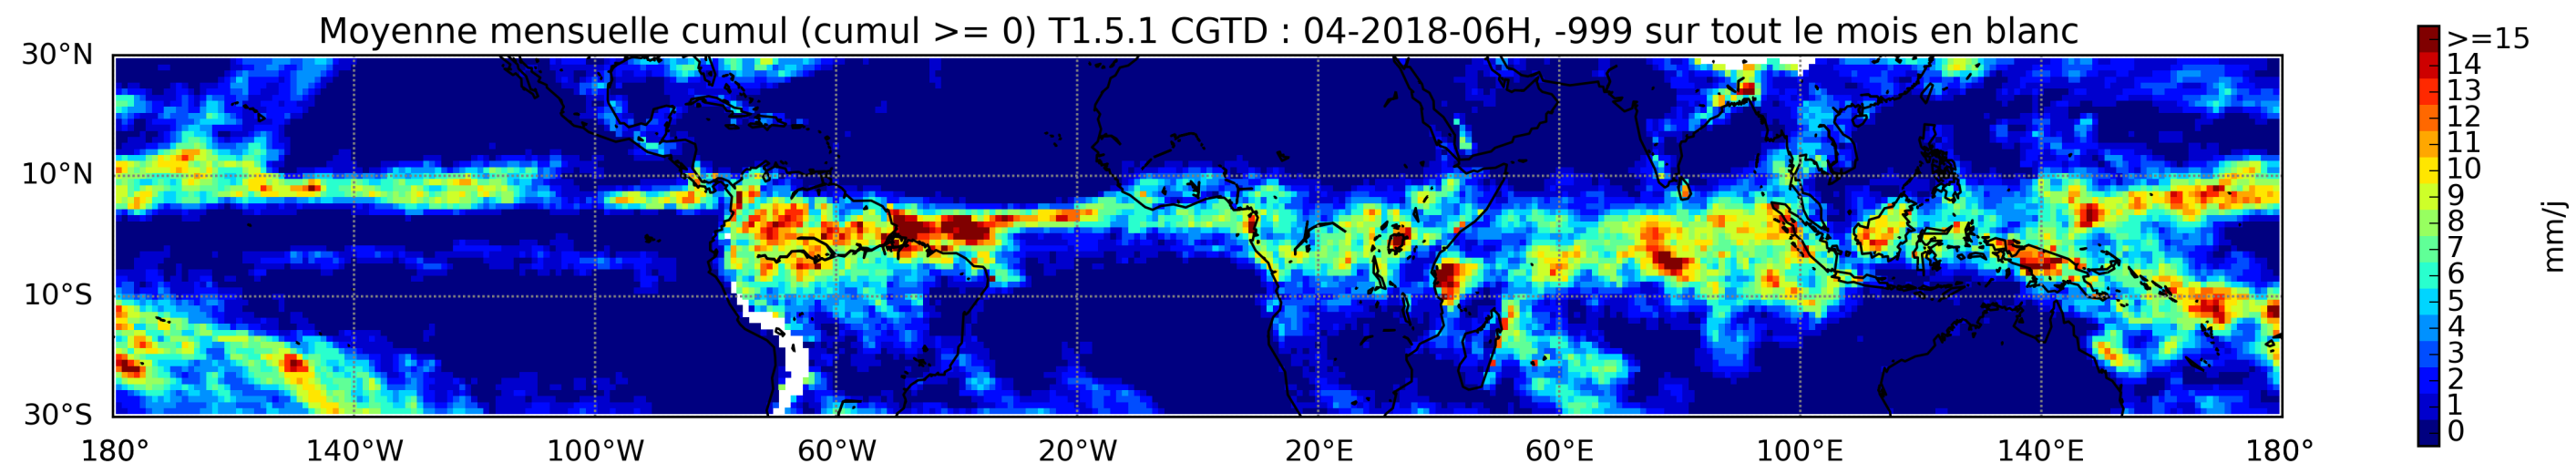 Moyenne mensuelle cumul (cumul >= 0) T1.5.1 CGTD : 04-2018-06H, -999 sur tout le mois en blanc
30°N
10°N
10°S
30°S
180°
140°W
100°W
60°W
20°W
20°E
60°E
100°E
140°E
180°
>=15
14
13
12
11
10
9
8
7
6
5
4
3
2
1
0
mm/j